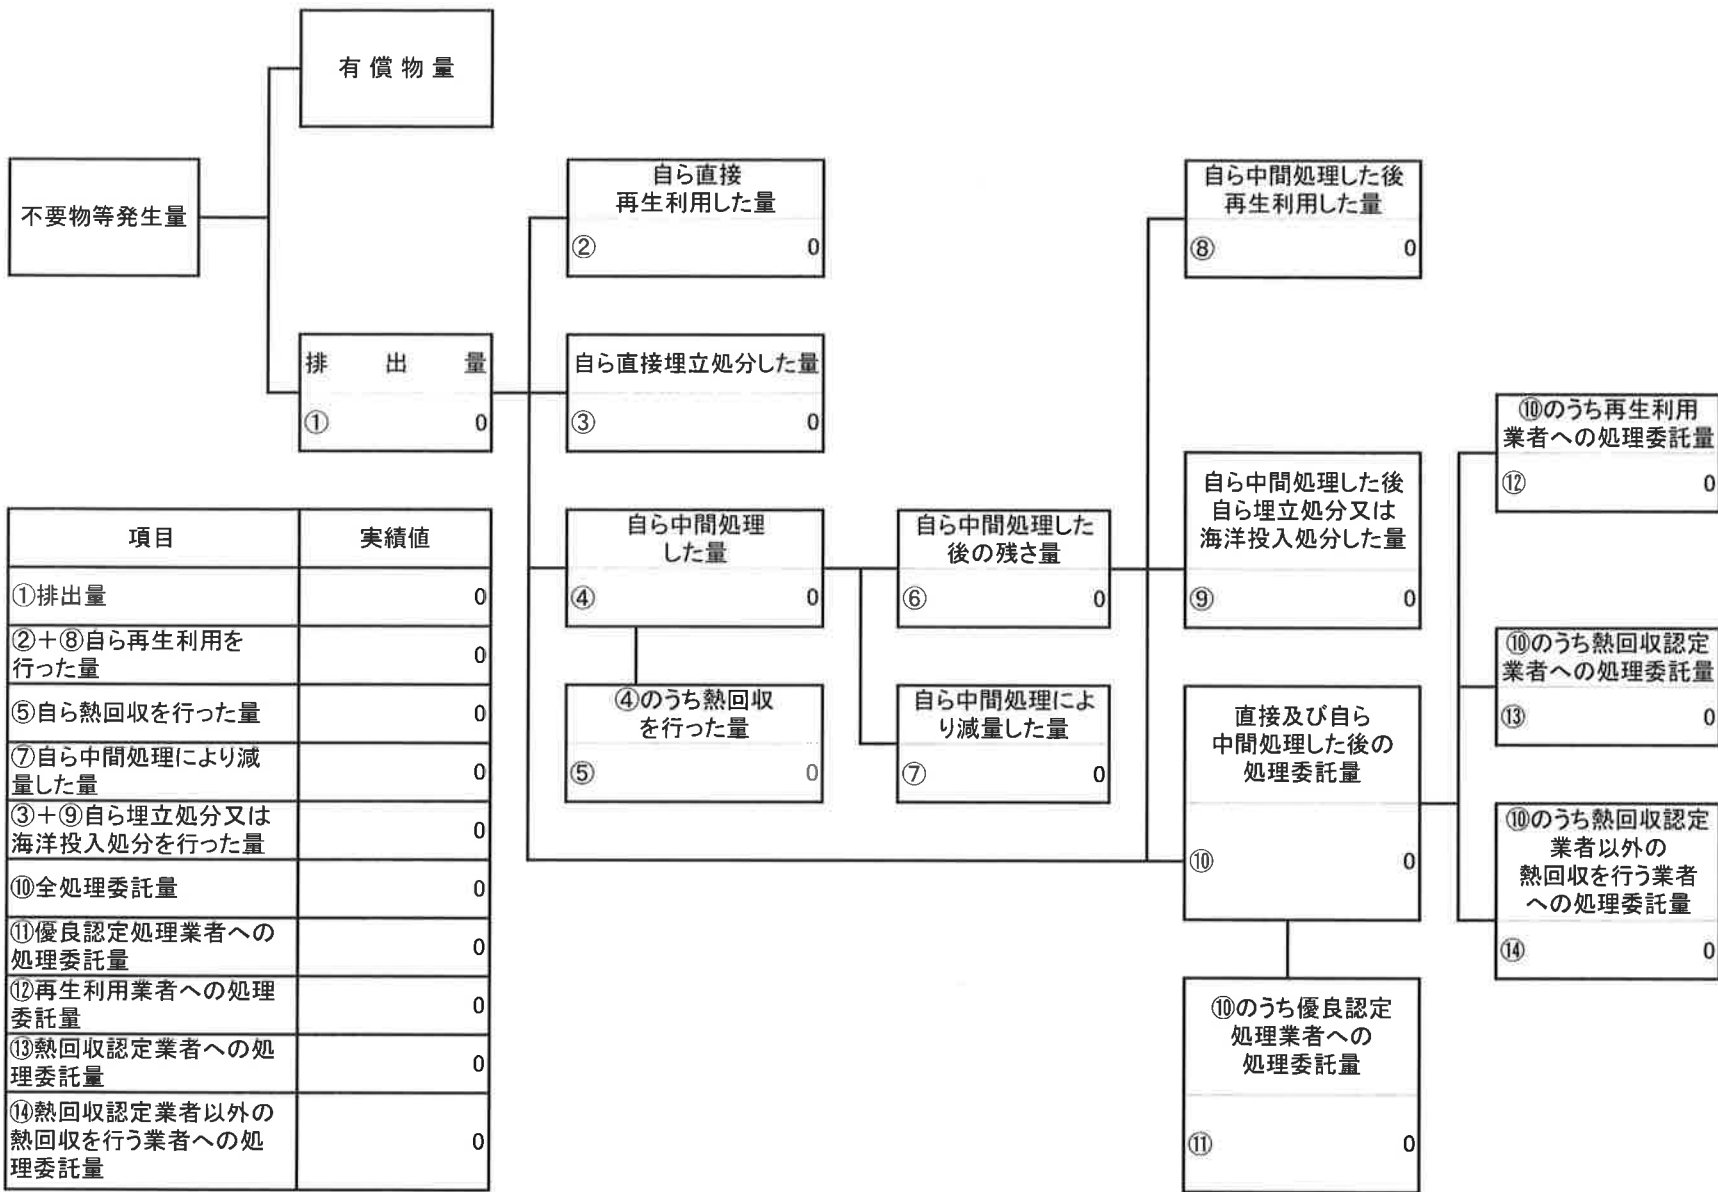 有償物量
不要物等発生量
排出量
① 0
自ら直接
再生利用した量
② 0
自ら直接埋立処分した量
③ 0
自ら中間処理
した量
④ 0
④のうち熱回収
を行った量
⑤ 0
自ら中間処理した
後の残さ量
⑥ 0
自ら中間処理によ
り減量した量
⑦ 0
自ら中間処理した後
再生利用した量
⑧ 0
自ら中間処理した後
自ら埋立処分又は
海洋投入処分した量
⑨ 0
直接及び自ら
中間処理した後の
処理委託量
⑩ 0
⑩のうち優良認定
処理業者への
処理委託量
⑪ 0
⑩のうち再生利用
業者への処理委託量
⑫ 0
⑩のうち熱回収認定
業者への処理委託量
⑬ 0
⑩のうち熱回収認定
業者以外の
熱回収を行う業者
への処理委託量
⑭ 0
項目 実績値
①排出量 0
②+⑧自ら再生利用を
行った量 0
⑤自ら熱回収を行った量 0
⑦自ら中間処理により減
量した量 0
③+⑨自ら埋立処分又は
海洋投入処分を行った量 0
⑩全処理委託量 0
⑪優良認定処理業者への
処理委託量 0
⑫再生利用業者への処理
委託量 0
⑬熱回収認定業者への処
理委託量 0
⑭熱回収認定業者以外の
熱回収を行う業者への処
理委託量 0